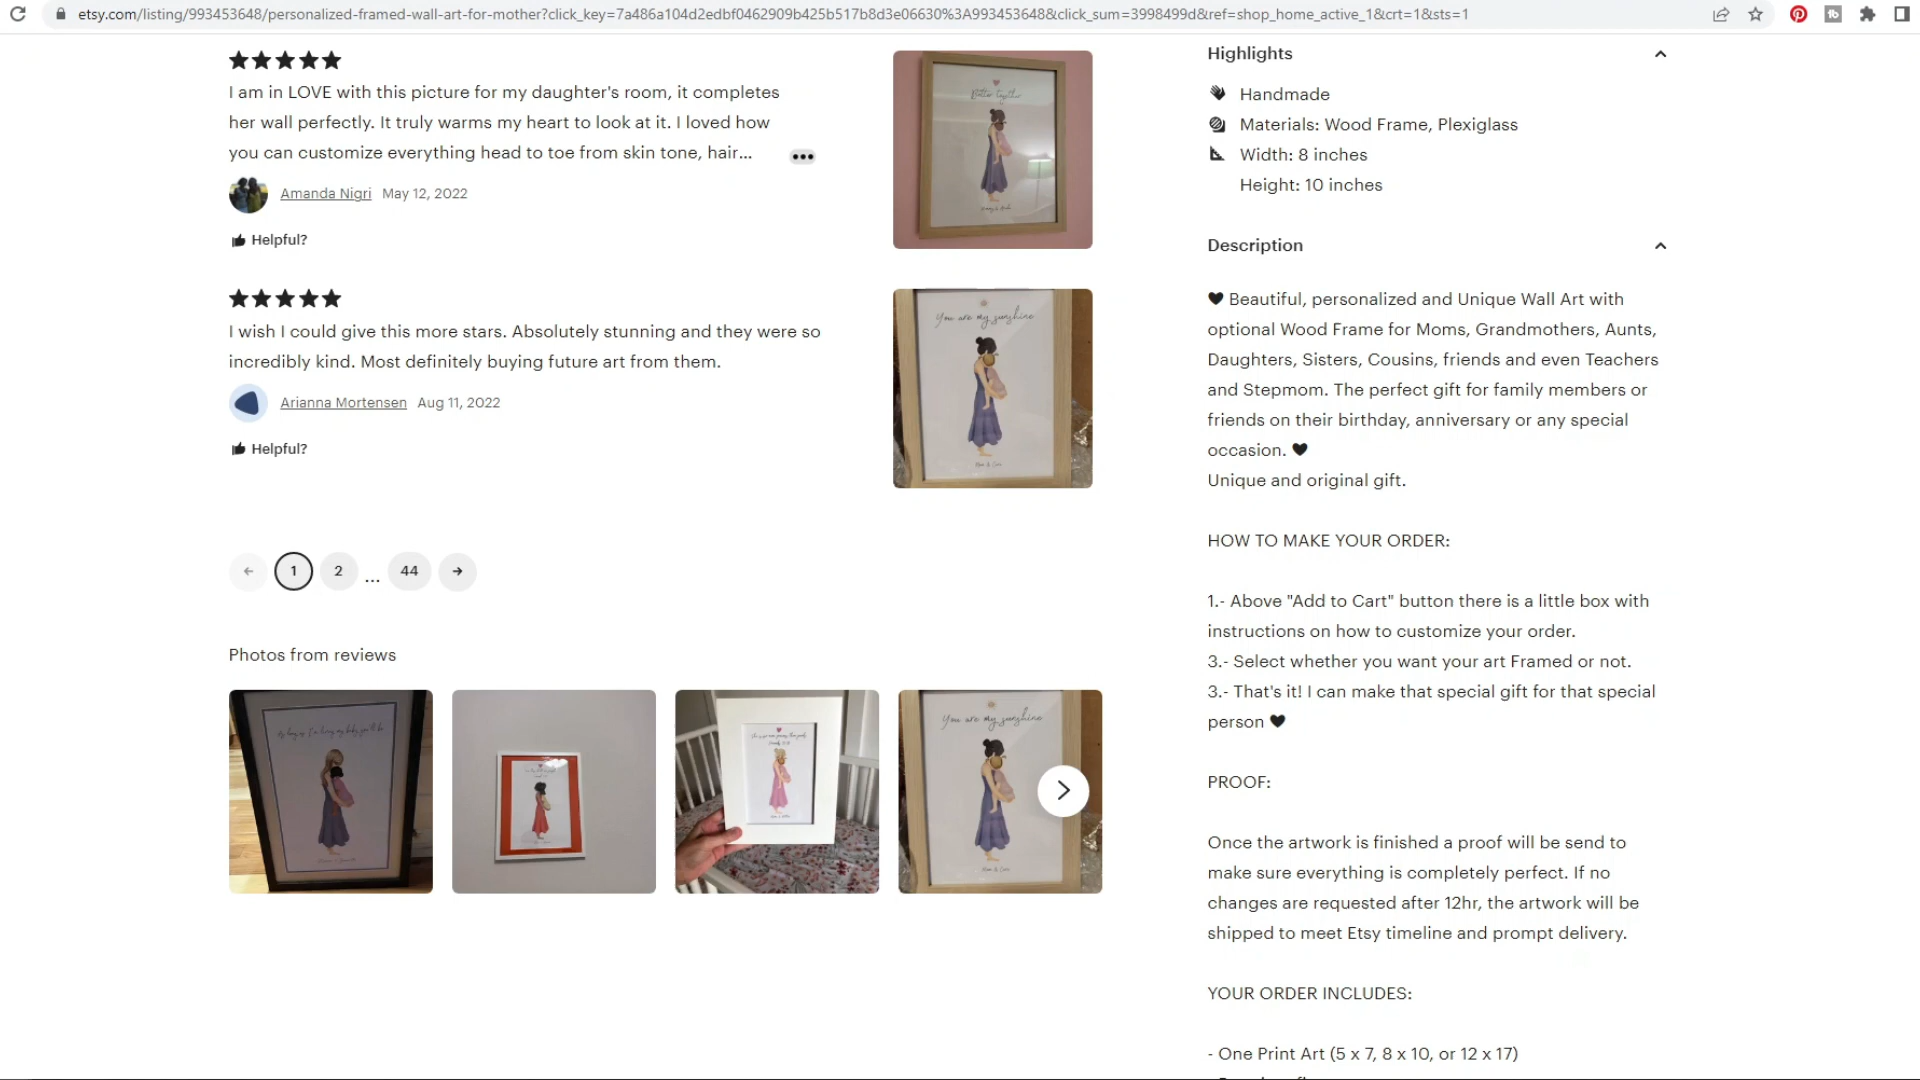 etsy.com/listing/993453648/personalized-framed-wall-art-for-mother?click_key=7a486a104d2edbf0462909b425b517b8d3e06630%3A993453648&click_sum=3998499d&ref=shop_home_active_1&crt=1&sts=1
I am in LOVE with this picture for my daughter's room, it completes
her wall perfectly. It truly warms my heart to look at it. I loved how
you can customize everything head to toe from skin tone, hair...
Amanda Nigri May 12, 2022
Helpful?
I wish I could give this more stars. Absolutely stunning and they were so
incredibly kind. Most definitely buying future art from them.
Arianna Mortensen Aug 11, 2022
Helpful?
You are my sunshine
1 2 ... 44
Photos from reviews
You are my sunshine
Highlights
Handmade
Materials: Wood Frame, Plexiglass
Width: 8 inches
Height: 10 inches
Description
♥ Beautiful, personalized and Unique Wall Art with
optional Wood Frame for Moms, Grandmothers, Aunts,
Daughters, Sisters, Cousins, friends and even Teachers
and Stepmom. The perfect gift for family members or
friends on their birthday, anniversary or any special
occasion. ♥
Unique and original gift.
HOW TO MAKE YOUR ORDER:
1.- Above "Add to Cart" button there is a little box with
instructions on how to customize your order.
3.- Select whether you want your art Framed or not.
3.- That's it! I can make that special gift for that special
person ♥
PROOF:
Once the artwork is finished a proof will be send to
make sure everything is completely perfect. If no
changes are requested after 12hr, the artwork will be
shipped to meet Etsy timeline and prompt delivery.
YOUR ORDER INCLUDES:
- One Print Art (5 x 7, 8 x 10, or 12 x 17)